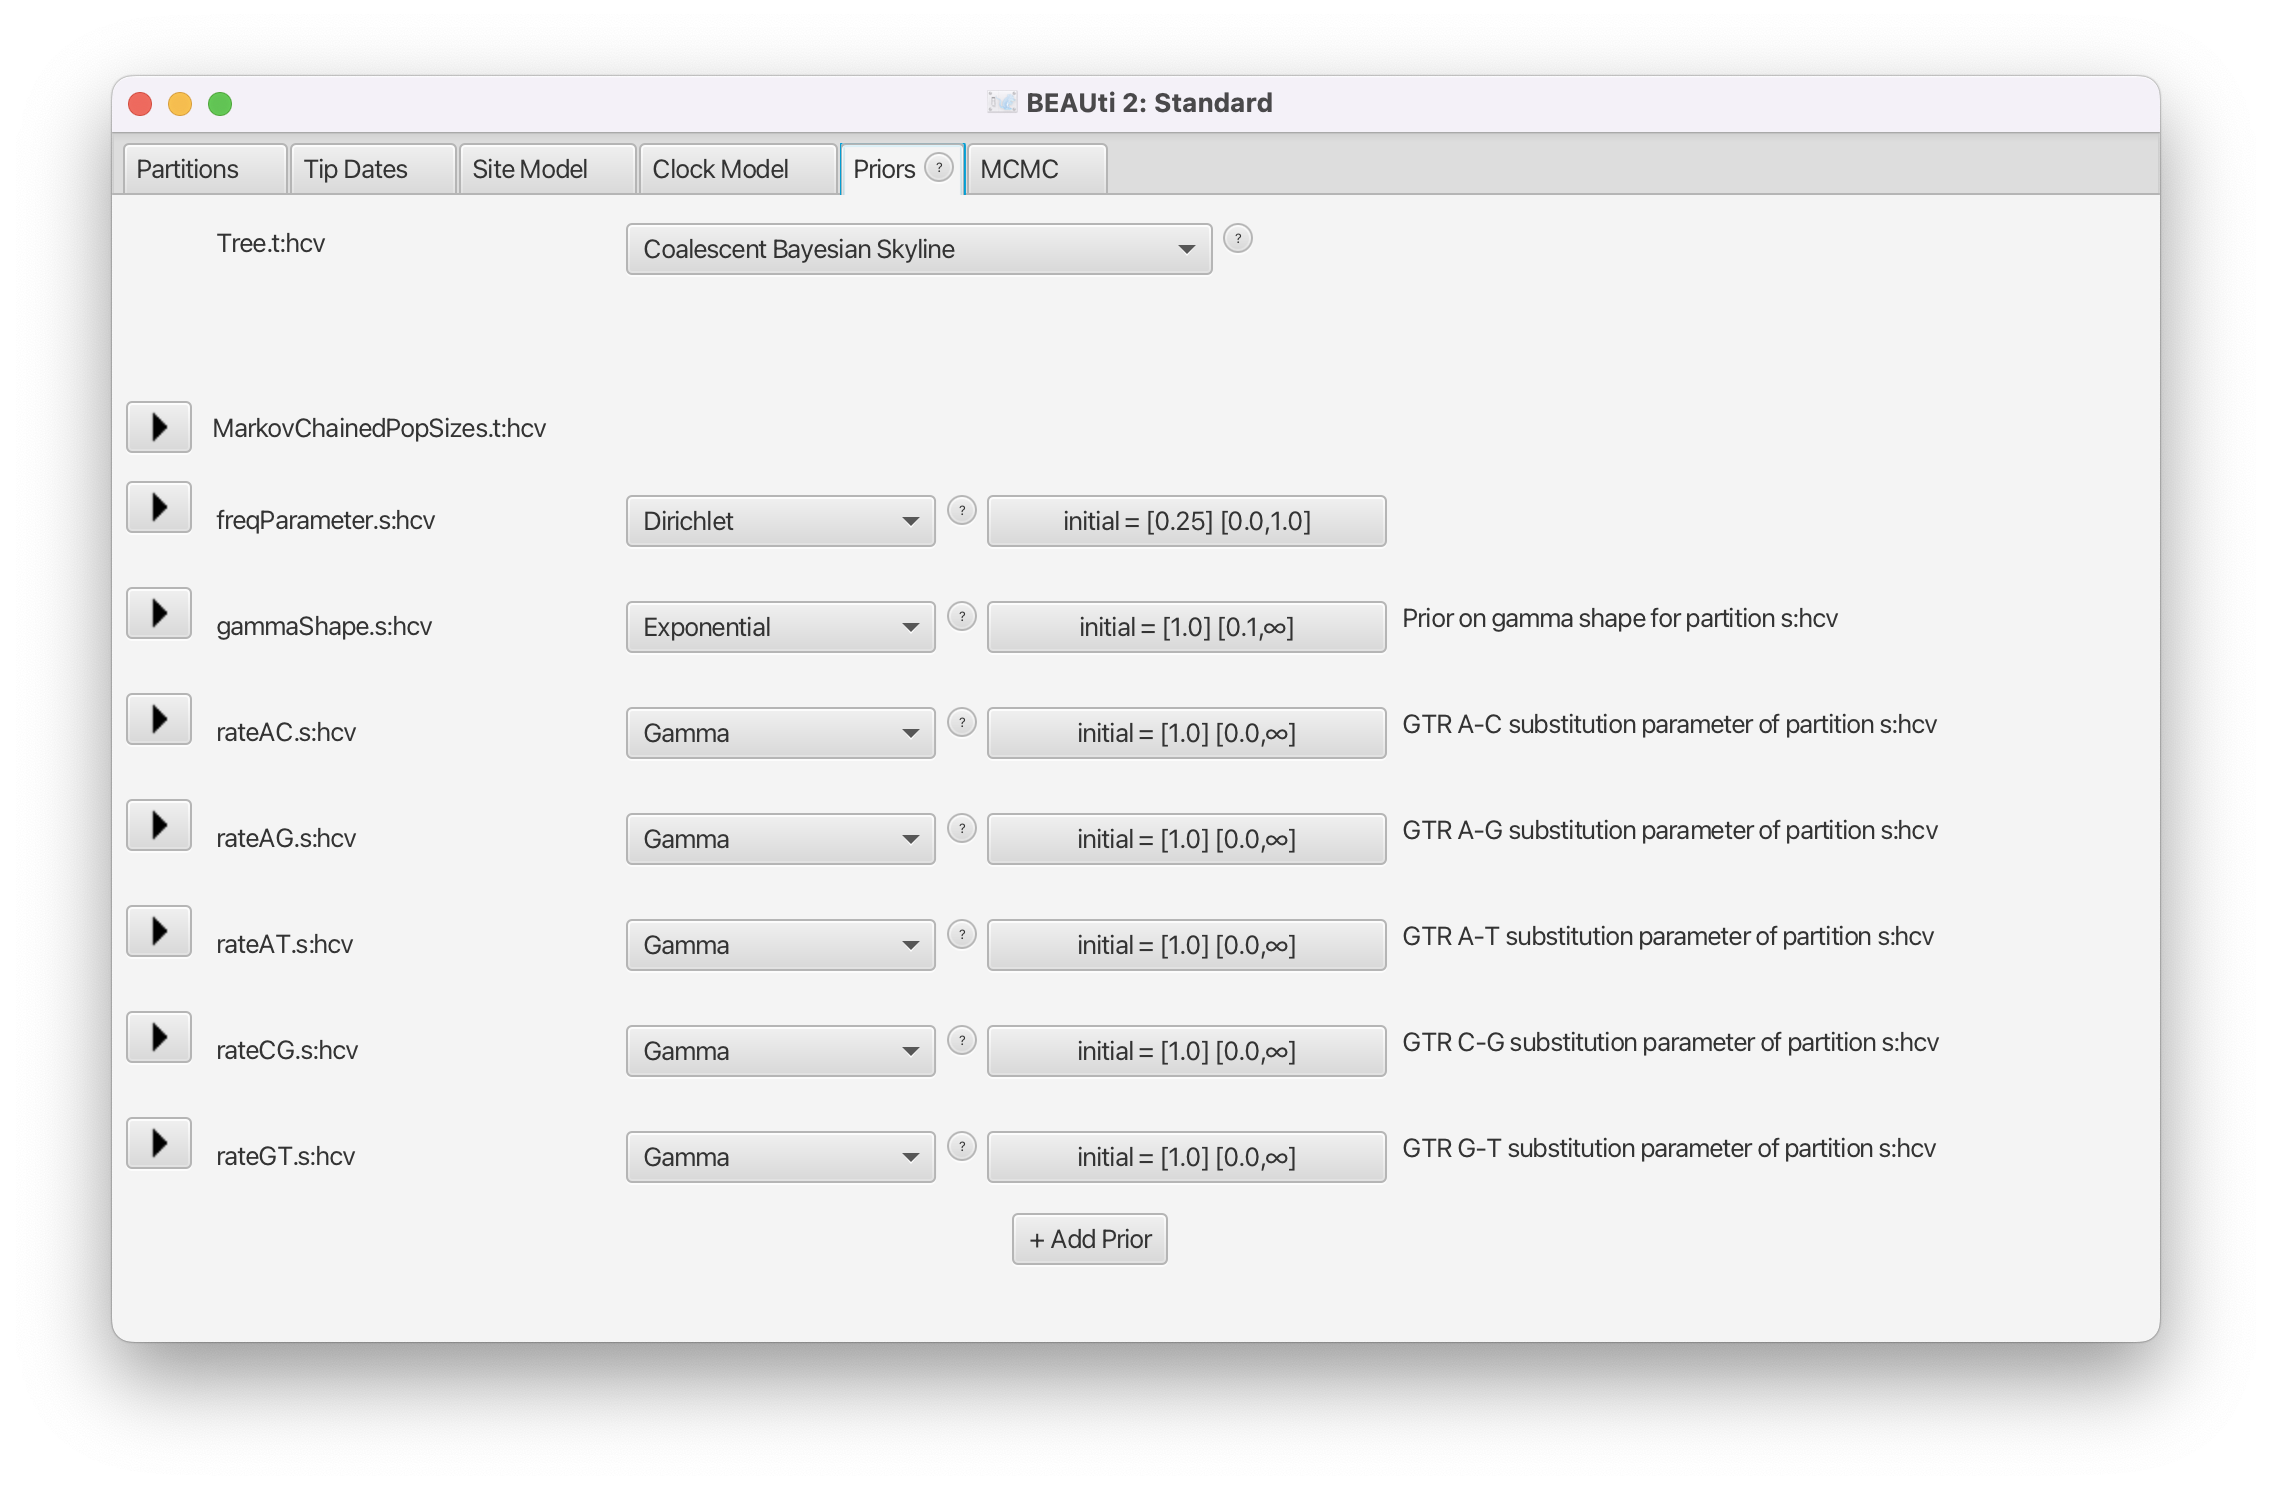 BEAUti 2: Standard
Partitions Tip Dates Site Model Clock Model Priors ? MCMC
Tree.t:hcv Coalescent Bayesian Skyline ?
MarkovChainedPopSizes.t:hcv
freqParameter.s:hcv Dirichlet ? initial = [0.25] [0.0,1.0]
gammaShape.s:hcv Exponential ? initial = [1.0] [0.1,∞] Prior on gamma shape for partition s:hcv
rateAC.s:hcv Gamma ? initial = [1.0] [0.0,∞] GTR A-C substitution parameter of partition s:hcv
rateAG.s:hcv Gamma ? initial = [1.0] [0.0,∞] GTR A-G substitution parameter of partition s:hcv
rateAT.s:hcv Gamma ? initial = [1.0] [0.0,∞] GTR A-T substitution parameter of partition s:hcv
rateCG.s:hcv Gamma ? initial = [1.0] [0.0,∞] GTR C-G substitution parameter of partition s:hcv
rateGT.s:hcv Gamma ? initial = [1.0] [0.0,∞] GTR G-T substitution parameter of partition s:hcv
+ Add Prior